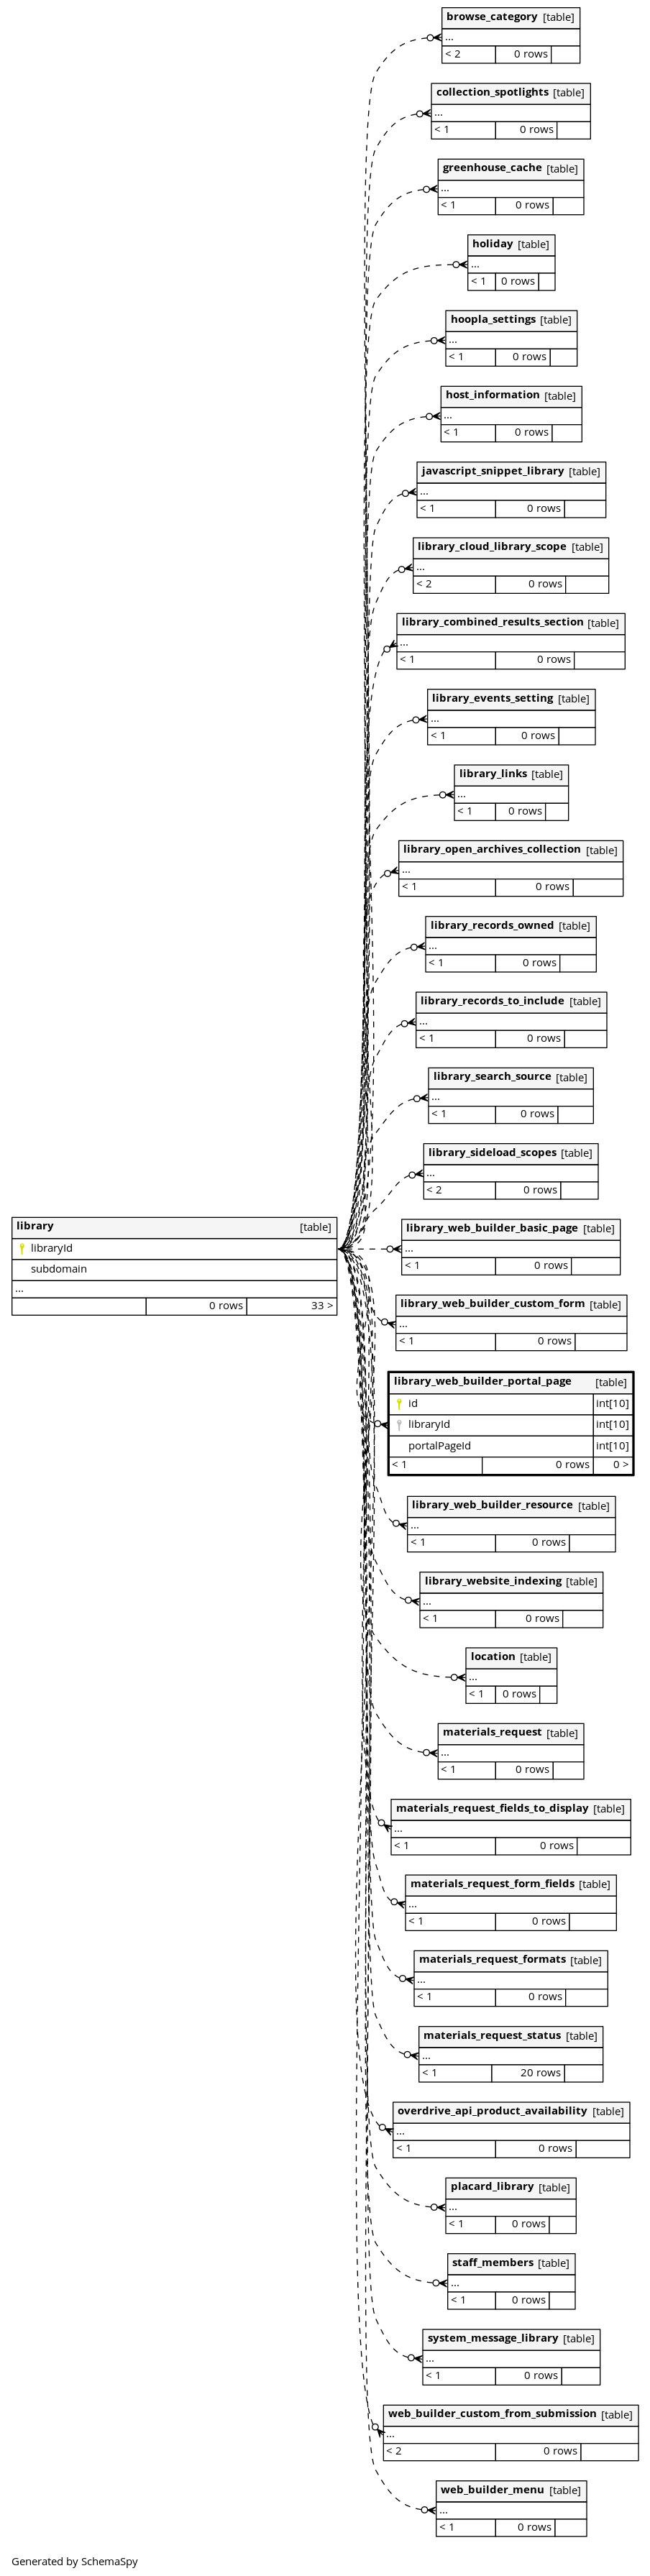 browse_category [table]
...
< 2 0 rows
collection_spotlights [table]
...
< 1 0 rows
greenhouse_cache [table]
...
< 1 0 rows
holiday [table]
...
< 1 0 rows
hoopla_settings [table]
...
< 1 0 rows
host_information [table]
...
< 1 0 rows
javascript_snippet_library [table]
...
< 1 0 rows
library_cloud_library_scope [table]
...
< 2 0 rows
library_combined_results_section [table]
...
< 1 0 rows
library_events_setting [table]
...
< 1 0 rows
library_links [table]
...
< 1 0 rows
library_open_archives_collection [table]
...
< 1 0 rows
library_records_owned [table]
...
< 1 0 rows
library_records_to_include [table]
...
< 1 0 rows
library_search_source [table]
...
< 1 0 rows
library_sideload_scopes [table]
...
< 2 0 rows
library [table]
libraryId
subdomain
...
0 rows 33 >
library_web_builder_basic_page [table]
...
< 1 0 rows
library_web_builder_custom_form [table]
...
< 1 0 rows
library_web_builder_portal_page [table]
id int[10]
libraryId int[10]
portalPageId int[10]
< 1 0 rows 0 >
library_web_builder_resource [table]
...
< 1 0 rows
library_website_indexing [table]
...
< 1 0 rows
location [table]
...
< 1 0 rows
materials_request [table]
...
< 1 0 rows
materials_request_fields_to_display [table]
...
< 1 0 rows
materials_request_form_fields [table]
...
< 1 0 rows
materials_request_formats [table]
...
< 1 0 rows
materials_request_status [table]
...
< 1 20 rows
overdrive_api_product_availability [table]
...
< 1 0 rows
placard_library [table]
...
< 1 0 rows
staff_members [table]
...
< 1 0 rows
system_message_library [table]
...
< 1 0 rows
web_builder_custom_from_submission [table]
...
< 2 0 rows
web_builder_menu [table]
...
< 1 0 rows
Generated by SchemaSpy